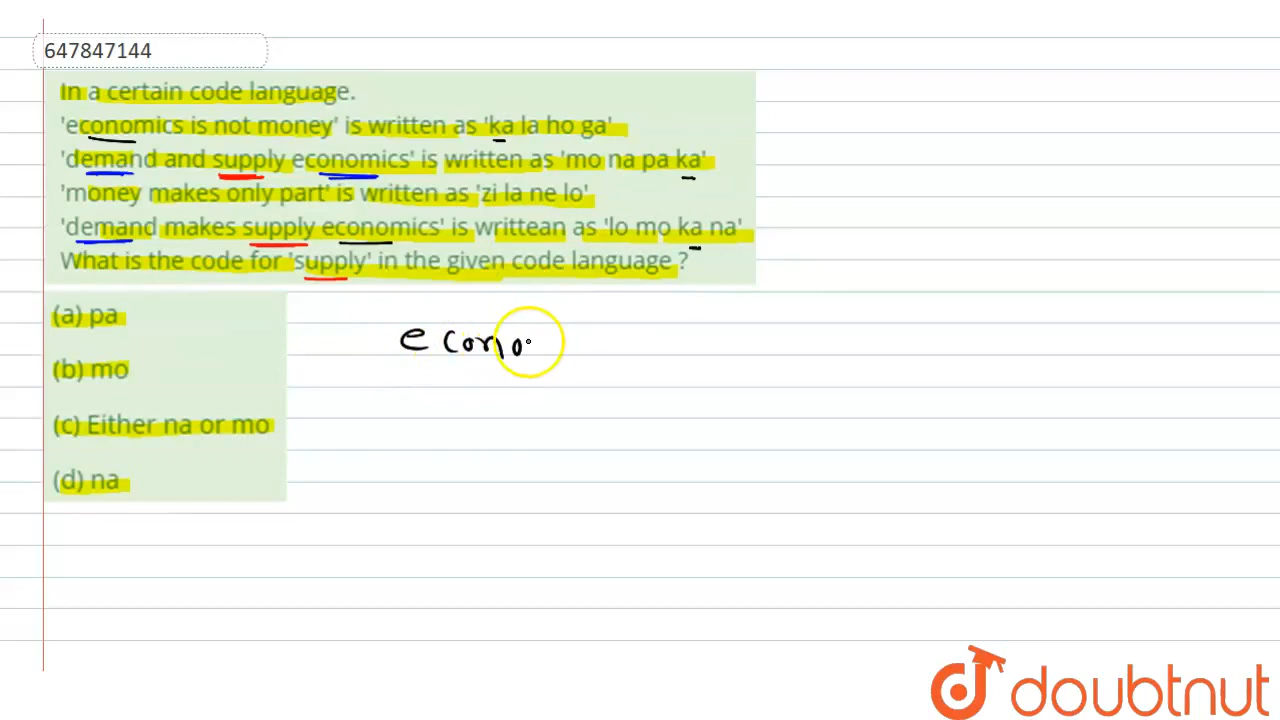 647847144
In a certain code language.
'economics is not money' is written as 'ka la ho ga'
'demand and supply economics' is written as 'mo na pa ka'
'money makes only part' is written as 'zi la ne lo'
'demand makes supply economics' is writtean as 'lo mo ka na'
What is the code for 'supply' in the given code language ?
(a) pa
(b) mo
(c) Either na or mo
(d) na
econo
doubtnut